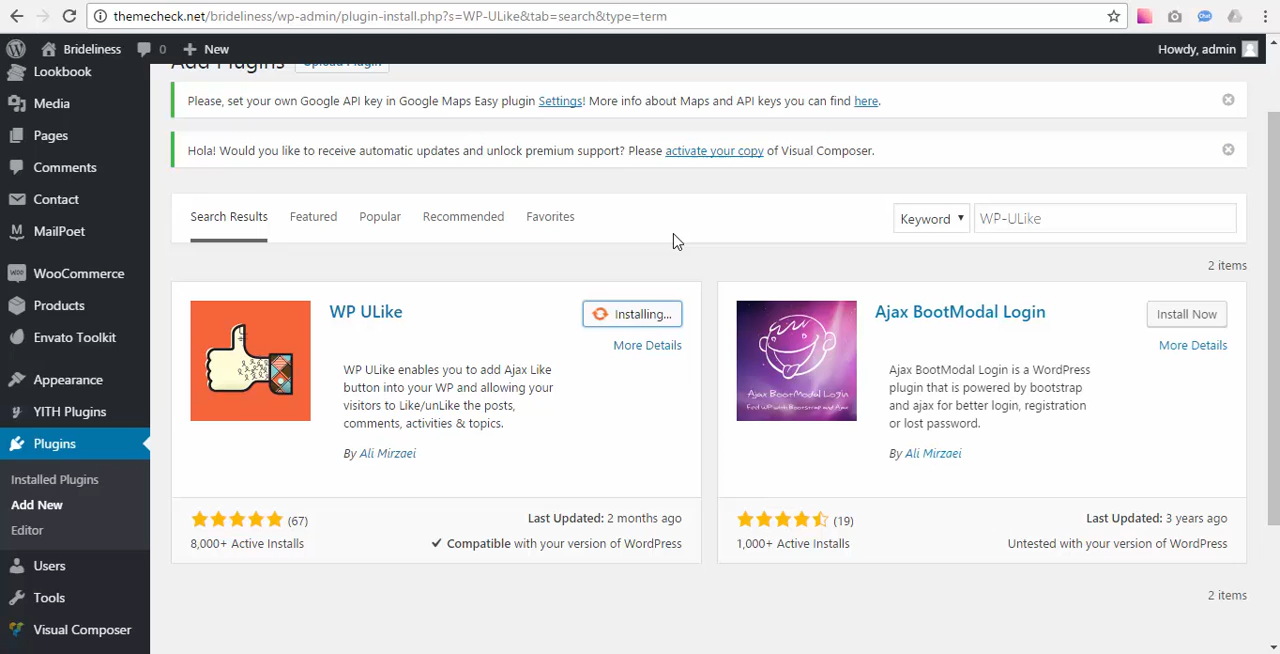 themecheck.net/brideliness/wp-admin/plugin-install.php?s=WP-ULike&tab=search&type=term
Brideliness 0 New Howdy, admin
Lookbook
Media
Pages
Comments
Contact
MailPoet
WooCommerce
Products
Envato Toolkit
Appearance
YITH Plugins
Plugins
Installed Plugins
Add New
Editor
Users
Tools
Visual Composer
Add Plugins Upload Plugin
Please, set your own Google API key in Google Maps Easy plugin Settings! More info about Maps and API keys you can find here.
Hola! Would you like to receive automatic updates and unlock premium support? Please activate your copy of Visual Composer.
Search Results Featured Popular Recommended Favorites Keyword WP-ULike
2 items
WP ULike
Installing...
More Details
WP ULike enables you to add Ajax Like
button into your WP and allowing your
visitors to Like/unLike the posts,
comments, activities & topics.
By Ali Mirzaei
(67)
Last Updated: 2 months ago
8,000+ Active Installs
Compatible with your version of WordPress
Ajax BootModal Login
Find WP with Bootstrap and Ajax
Ajax BootModal Login
Install Now
More Details
Ajax BootModal Login is a WordPress
plugin that is powered by bootstrap
and ajax for better login, registration
or lost password.
By Ali Mirzaei
(19)
Last Updated: 3 years ago
1,000+ Active Installs
Untested with your version of WordPress
2 items